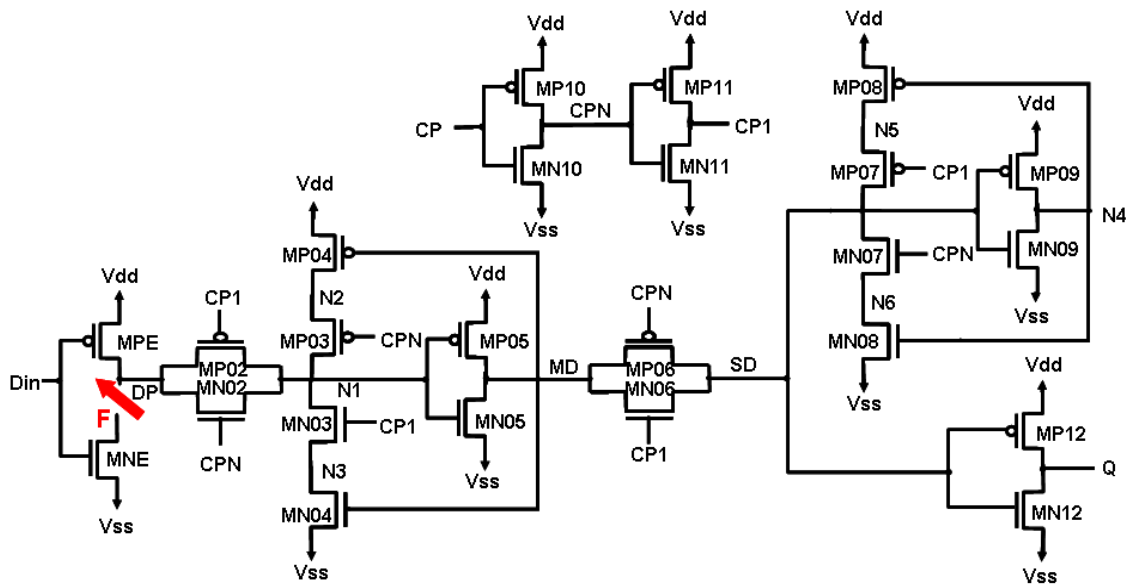 Vdd Vdd Vdd
MP10 MP11 MP08
CPN Vdd
CP CP1 N5
MN10 MN11 MP07 CP1 MP09
Vdd N4
Vss Vss MN07 CPN MN09
MP04
Vdd N2 Vdd CPN N6 Vss
CP1 MN08
MPE MP03 CPN MP05
Din DP MP02 MD MP06 SD Vss Vdd
MN02 N1 MN06
F MN03 CP1 MN05 MP12
MNE CPN CP1
N3 Vss Q
Vss MN04 MN12
Vss Vss